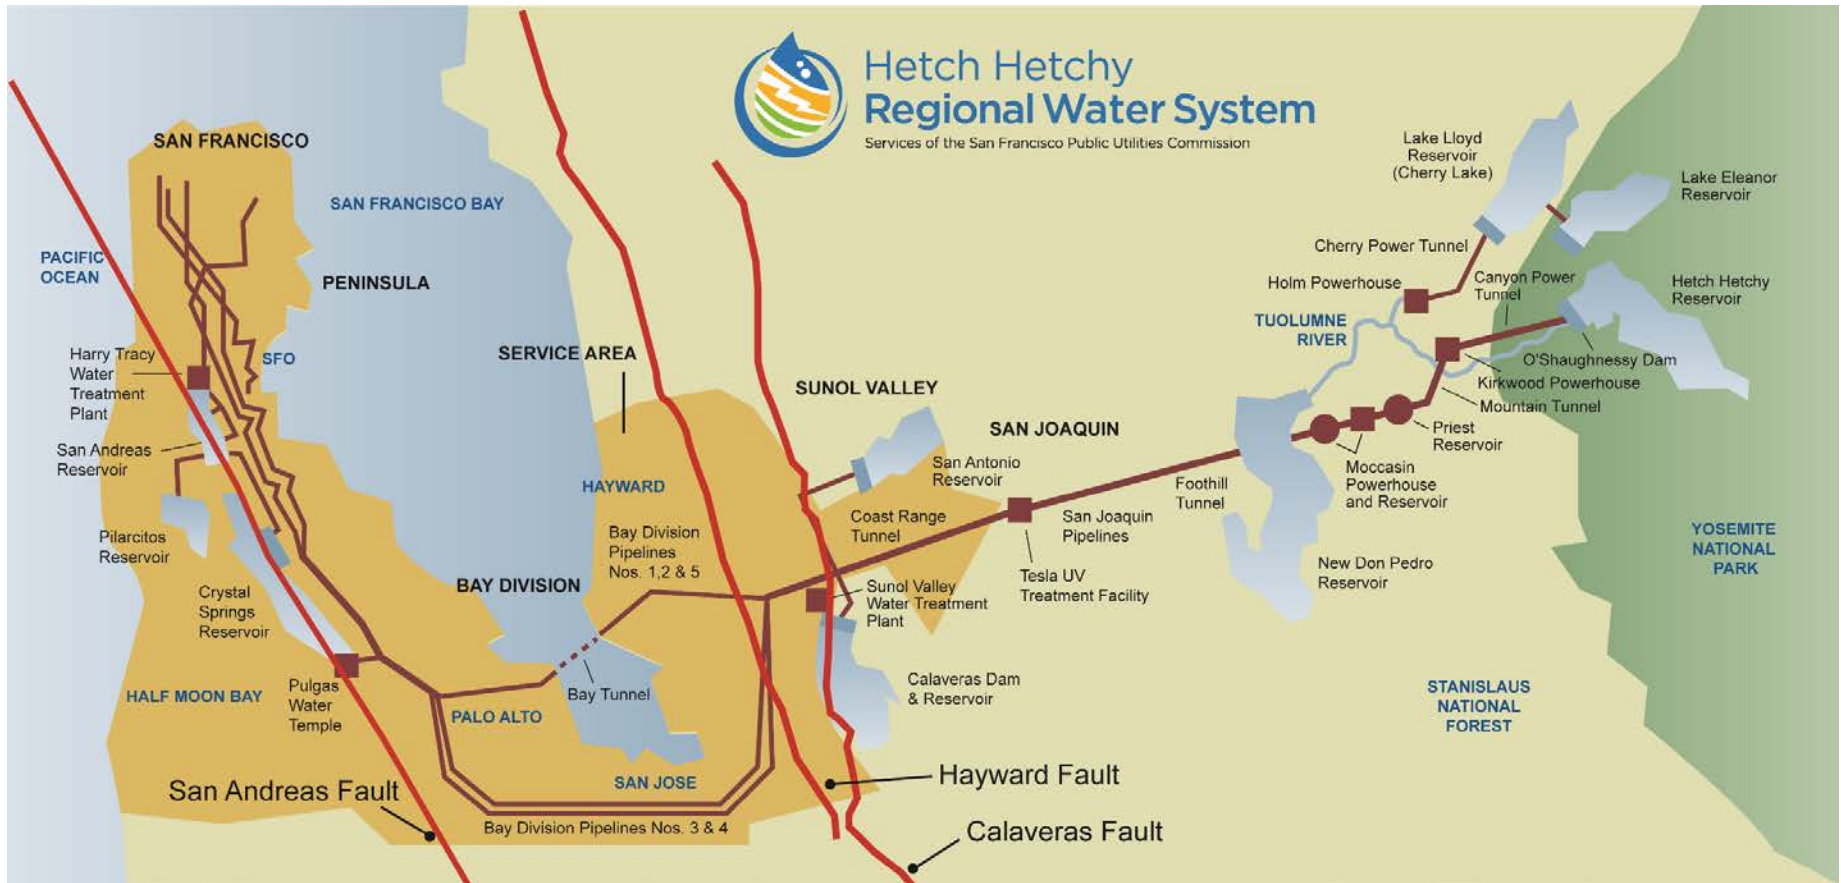 Hetch Hetchy
Regional Water System
Services of the San Francisco Public Utilities Commission
SAN FRANCISCO
SAN FRANCISCO BAY
PACIFIC
OCEAN
PENINSULA
Harry Tracy
Water
Treatment
Plant
SFO
San Andreas
Reservoir
Pilarcitos
Reservoir
Crystal
Springs
Reservoir
HALF MOON BAY
Pulgas
Water
Temple
San Andreas Fault
SERVICE AREA
HAYWARD
Bay Division
Pipelines
Nos. 1,2 & 5
BAY DIVISION
Bay Tunnel
PALO ALTO
SAN JOSE
Bay Division Pipelines Nos. 3 & 4
SUNOL VALLEY
San Antonio
Reservoir
Coast Range
Tunnel
Sunol Valley
Water Treatment
Plant
Calaveras Dam
& Reservoir
Hayward Fault
Calaveras Fault
SAN JOAQUIN
San Joaquin
Pipelines
Tesla UV
Treatment Facility
Foothill
Tunnel
New Don Pedro
Reservoir
Moccasin
Powerhouse
and Reservoir
Priest
Reservoir
Mountain Tunnel
Kirkwood Powerhouse
O'Shaughnessy Dam
Canyon Power
Tunnel
TUOLUMNE
RIVER
Holm Powerhouse
Cherry Power Tunnel
Lake Lloyd
Reservoir
(Cherry Lake)
Lake Eleanor
Reservoir
Hetch Hetchy
Reservoir
YOSEMITE
NATIONAL
PARK
STANISLAUS
NATIONAL
FOREST